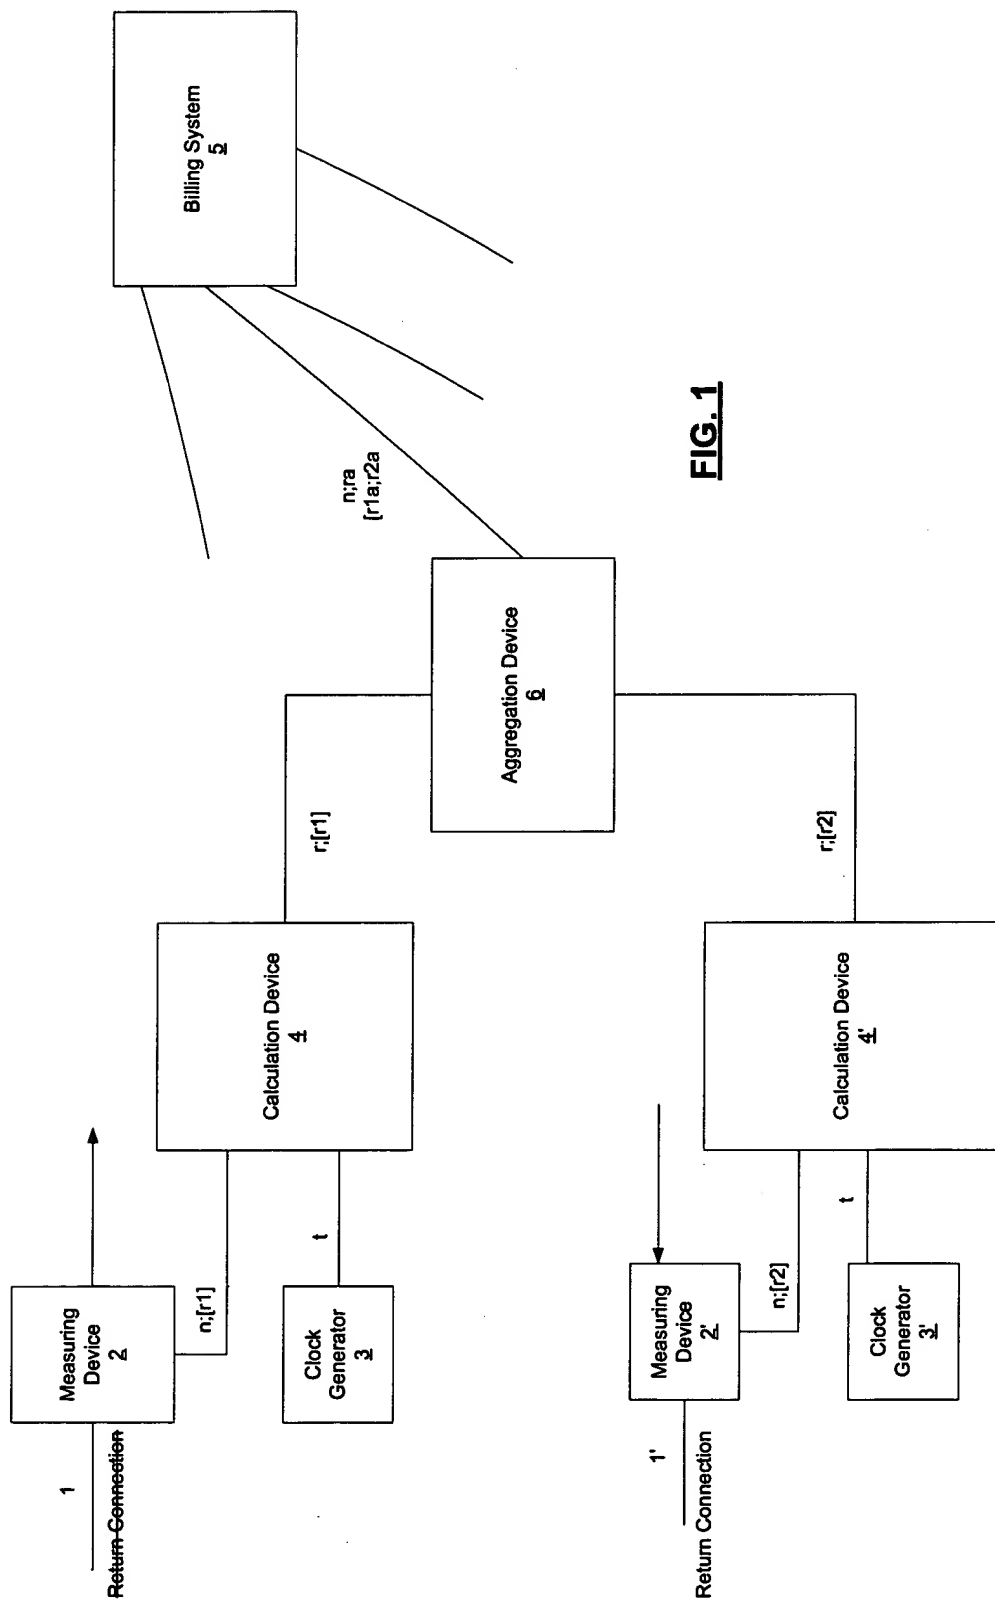 1
Return Connection
Measuring
Device
2
n;[r1]
Clock
Generator
3
t
Calculation Device
4
r;[r1]
1'
Return Connection
Measuring
Device
2'
n;[r2]
Clock
Generator
3'
t
Calculation Device
4'
r;[r2]
Aggregation Device
6
n;ra
[r1a;r2a
Billing System
5
FIG. 1